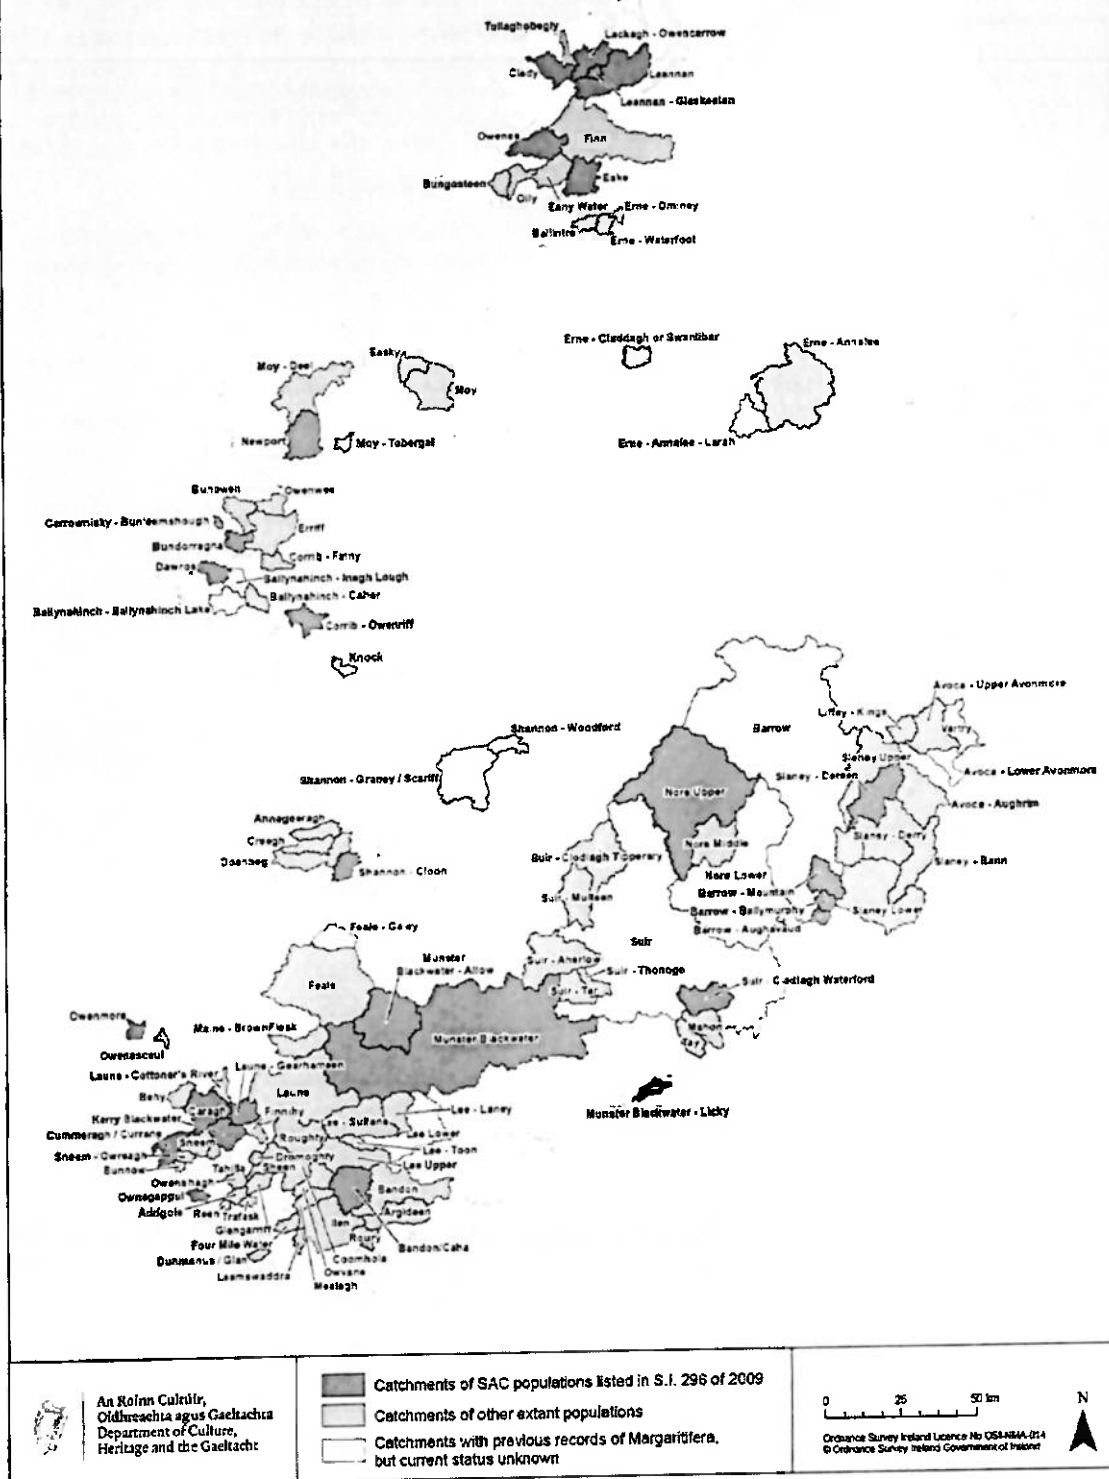 Tullaghobegly
Lackagh - Owencarrow
Clady
Leannan
Leannan - Glaskeelan
Owenea
Finn
Bungosteen
Eske
Oily
Eany Water
Erne - Ominey
Ballintra
Erne - Waterfoot
Erne - Claddagh or Swanlibar
Erne - Annalee
Easky
Moy - Deel
Moy
Newport
Moy - Tobergal
Erne - Annalee - Larah
Bunowen
Owenwee
Carrownisky - Bunleemshough
Erriff
Bundorragha
Corrib - Failmy
Dawros
Ballynahinch - Inagh Lough
Ballynahinch - Caher
Ballynahinch - Ballynahinch Lake
Corrib - Owenriff
Knock
Avoca - Upper Avonmore
Liffey - Kings
Shannon - Woodford
Barrow
Vartry
Slaney Upper
Shannon - Graney / Scariff
Slaney - Dereen
Avoca - Lower Avonmore
Nore Upper
Avoca - Aughrim
Annageeragh
Creegh
Nore Middle
Slaney - Derry
Doonbeg
Suir - Clodiagh Tipperary
Slaney - Bann
Shannon - Cloon
Nore Lower
Barrow - Mountain
Suir - Multeen
Barrow - Ballymurphy
Slaney Lower
Barrow - Aughavaud
Feale - Galey
Suir
Munster
Blackwater - Allow
Suir - Aherlow
Suir - Thonoge
Feale
Suir - Clodiagh Waterford
Suir - Tar
Owenmore
Maine - Brown Flesk
Munster Blackwater
Mahon
Tay
Owenascaul
Laune - Gearhameen
Laune - Cottoner's River
Laune
Behy
Caragh
Finnihy
Lee - Laney
Munster Blackwater - Licky
Kerry Blackwater
Lee - Sullane
Cummeragh / Currane
Sneem
Roughty
Lee Lower
Lee - Toon
Sneem - Owreagh
Dromoghty
Bunnow
Tahilla
Sheen
Lee Upper
Owenshagh
Ownagappul
Bandon
Adrigole
Reen
Trafask
Argideen
Glengarriff
Ilen
Roury
Four Mile Water
Bandon/Caha
Dunmanus / Glan
Coomhola
Leamawaddra
Owvane
Mealagh
An Roinn Cultúir,
Oidhreachta agus Gaeltachta
Department of Culture,
Heritage and the Gaeltacht
Catchments of SAC populations listed in S.I. 296 of 2009
Catchments of other extant populations
Catchments with previous records of Margaritifera,
but current status unknown
0 25 50 km
N
Ordnance Survey Ireland Licence No OSI-NMA-014
© Ordnance Survey Ireland Government of Ireland